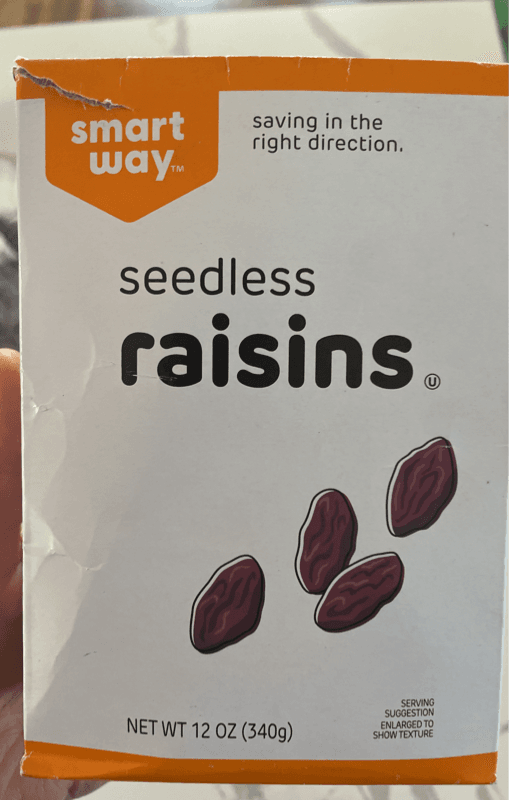 smart
way™
saving in the
right direction.
seedless
raisins Ⓤ
SERVING
SUGGESTION
ENLARGED TO
SHOW TEXTURE
NET WT 12 OZ (340g)